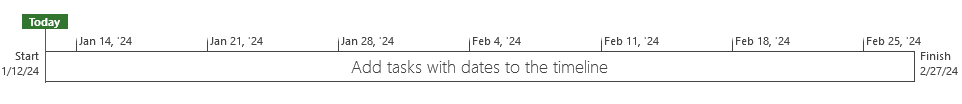 Today
Jan 14, '24 Jan 21, '24 Jan 28, '24 Feb 4, '24 Feb 11, '24 Feb 18, '24 Feb 25, '24
Start
1/12/24
Add tasks with dates to the timeline
Finish
2/27/24